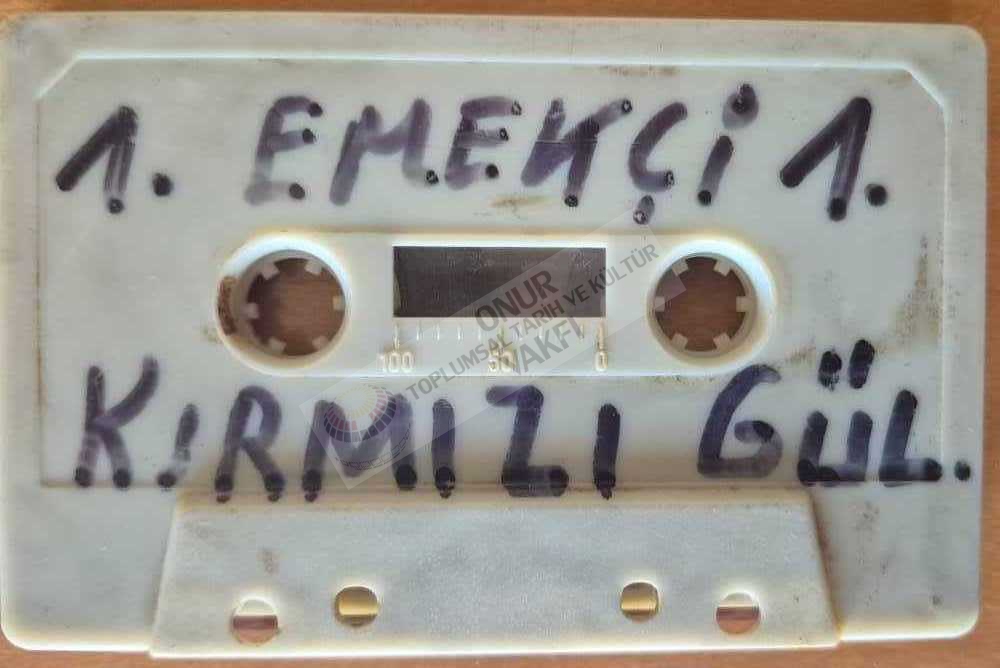 1. EMEKÇİ 1.
ONUR
TOPLUMSAL TARİH VE KÜLTÜR
VAKFI
100 50 0
KIRMIZI GÜL.